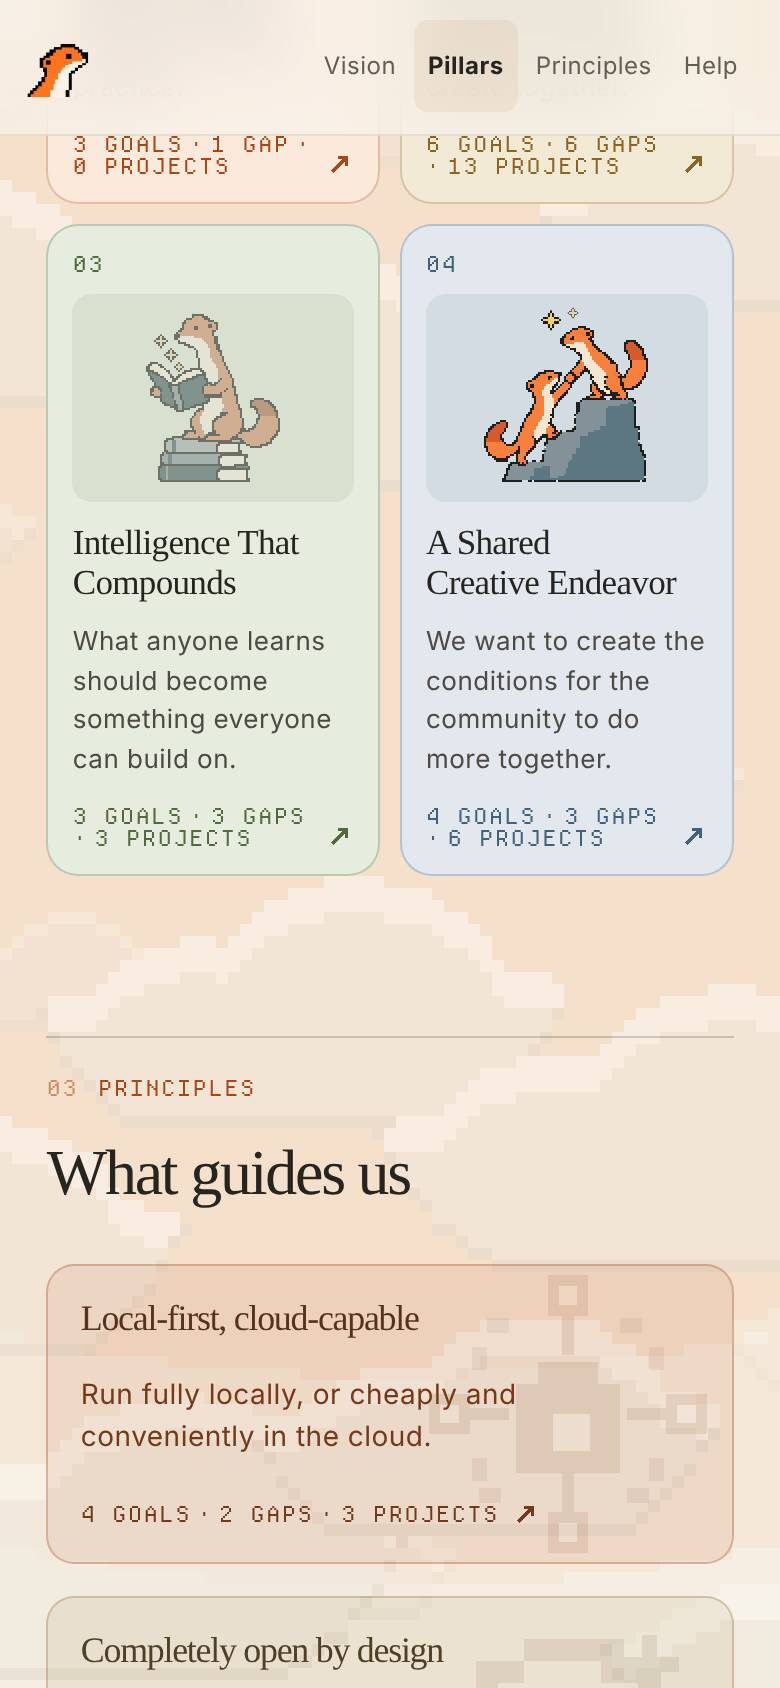 Vision
Pillars
Principles
Help
3 GOALS · 1 GAP ·
0 PROJECTS ↗
6 GOALS · 6 GAPS
· 13 PROJECTS ↗
03
Intelligence That
Compounds
What anyone learns
should become
something everyone
can build on.
3 GOALS · 3 GAPS
· 3 PROJECTS ↗
04
A Shared
Creative Endeavor
We want to create the
conditions for the
community to do
more together.
4 GOALS · 3 GAPS
· 6 PROJECTS ↗
03 PRINCIPLES
What guides us
Local-first, cloud-capable
Run fully locally, or cheaply and
conveniently in the cloud.
4 GOALS · 2 GAPS · 3 PROJECTS ↗
Completely open by design